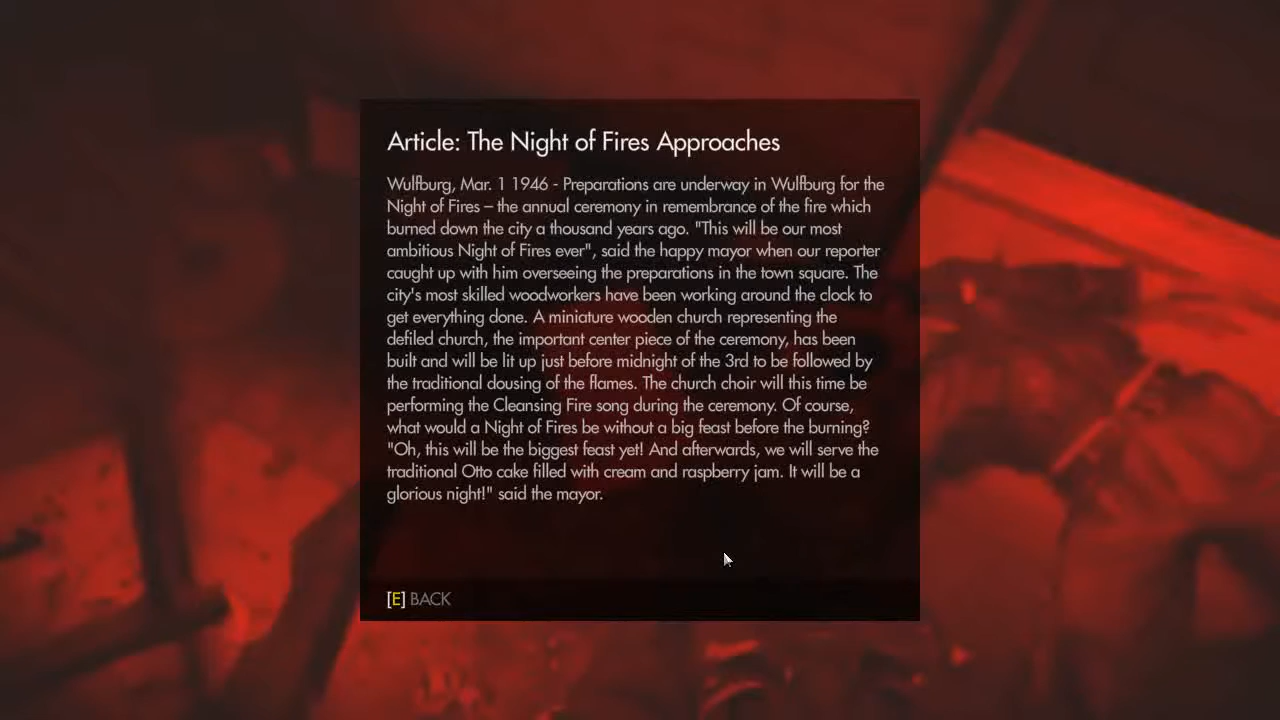 Article: The Night of Fires Approaches
Wulfburg, Mar. 1 1946 - Preparations are underway in Wulfburg for the
Night of Fires – the annual ceremony in remembrance of the fire which
burned down the city a thousand years ago. "This will be our most
ambitious Night of Fires ever", said the happy mayor when our reporter
caught up with him overseeing the preparations in the town square. The
city's most skilled woodworkers have been working around the clock to
get everything done. A miniature wooden church representing the
defiled church, the important center piece of the ceremony, has been
built and will be lit up just before midnight of the 3rd to be followed by
the traditional dousing of the flames. The church choir will this time be
performing the Cleansing Fire song during the ceremony. Of course,
what would a Night of Fires be without a big feast before the burning?
"Oh, this will be the biggest feast yet! And afterwards, we will serve the
traditional Otto cake filled with cream and raspberry jam. It will be a
glorious night!" said the mayor.
[E] BACK